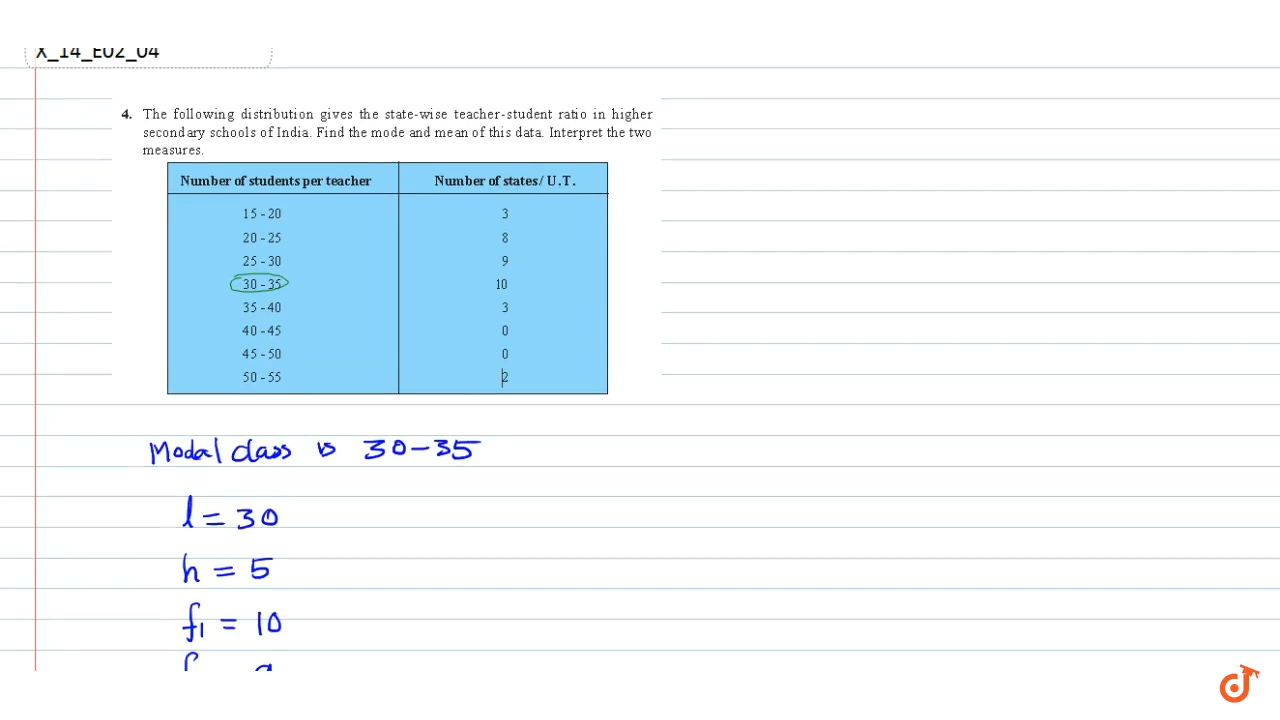 X_14_E02_04
4. The following distribution gives the state-wise teacher-student ratio in higher
secondary schools of India. Find the mode and mean of this data. Interpret the two
measures.
Number of students per teacher Number of states / U.T.
15 - 20 3
20 - 25 8
25 - 30 9
30 - 35 10
35 - 40 3
40 - 45 0
45 - 50 0
50 - 55 2
Modal class is 30 - 35
l = 30
h = 5
f1 = 10